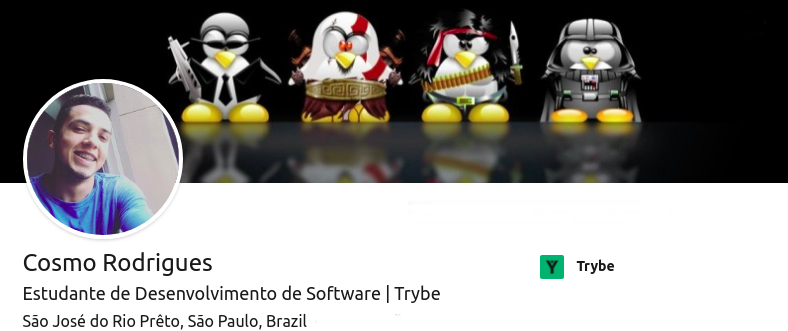 Cosmo Rodrigues
Trybe
Estudante de Desenvolvimento de Software | Trybe
São José do Rio Prêto, São Paulo, Brazil